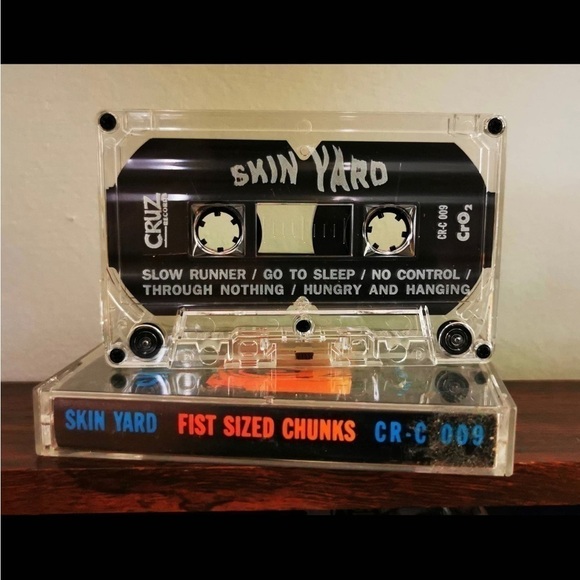 SKIN YARD
CRUZ
RECORDS
CR-C 009
CrO2
SLOW RUNNER / GO TO SLEEP / NO CONTROL /
THROUGH NOTHING / HUNGRY AND HANGING
SKIN YARD FIST SIZED CHUNKS CR-C 009